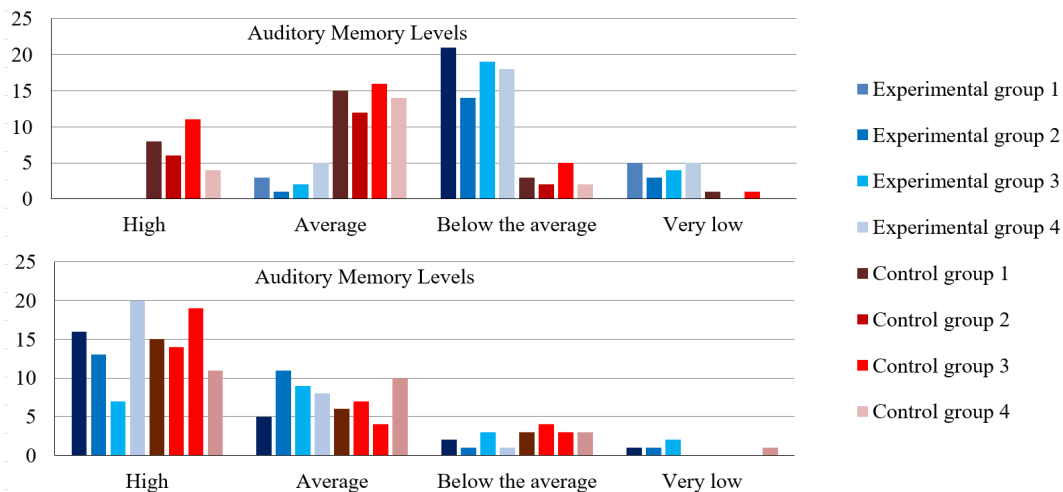 Auditory Memory Levels
25
20
15
10
5
0
High Average Below the average Very low
Auditory Memory Levels
25
20
15
10
5
0
High Average Below the average Very low
Experimental group 1
Experimental group 2
Experimental group 3
Experimental group 4
Control group 1
Control group 2
Control group 3
Control group 4